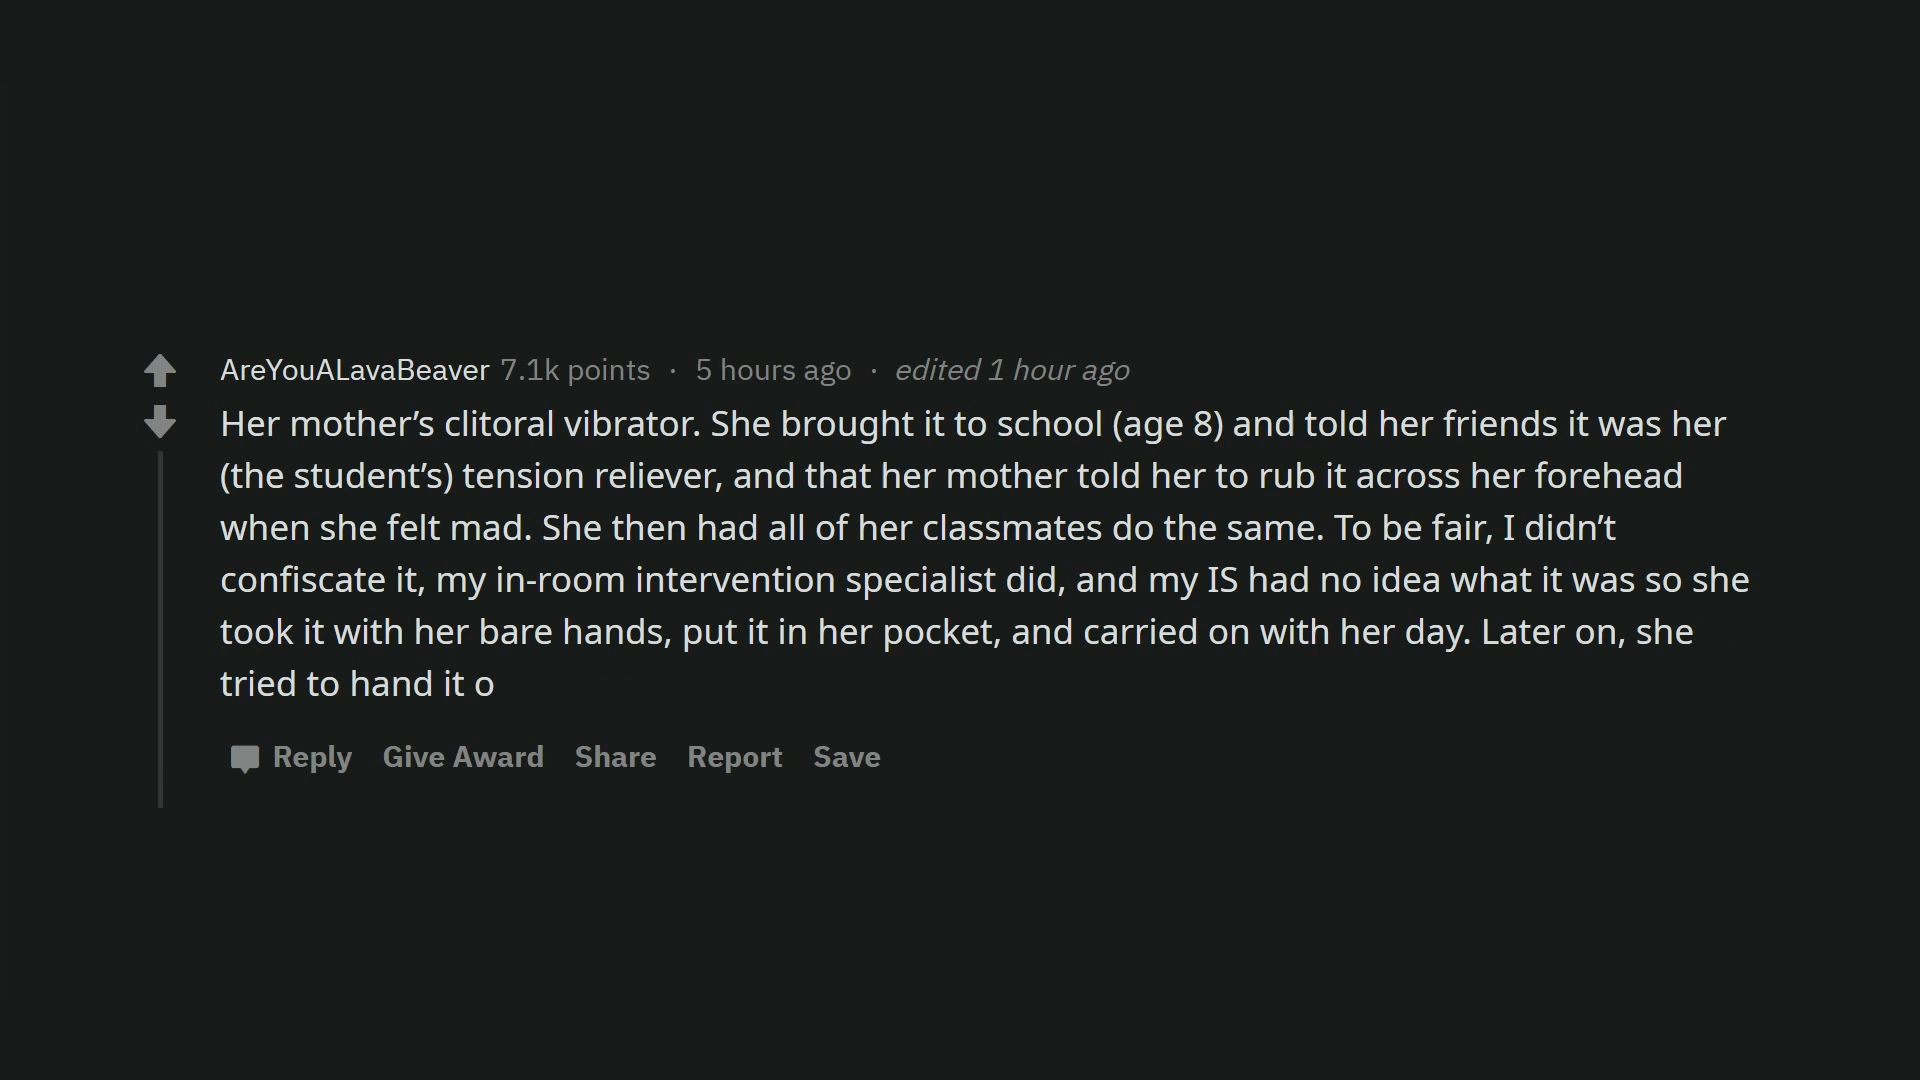 AreYouALavaBeaver 7.1k points · 5 hours ago · edited 1 hour ago
Her mother’s clitoral vibrator. She brought it to school (age 8) and told her friends it was her
(the student’s) tension reliever, and that her mother told her to rub it across her forehead
when she felt mad. She then had all of her classmates do the same. To be fair, I didn’t
confiscate it, my in-room intervention specialist did, and my IS had no idea what it was so she
took it with her bare hands, put it in her pocket, and carried on with her day. Later on, she
tried to hand it o
Reply Give Award Share Report Save